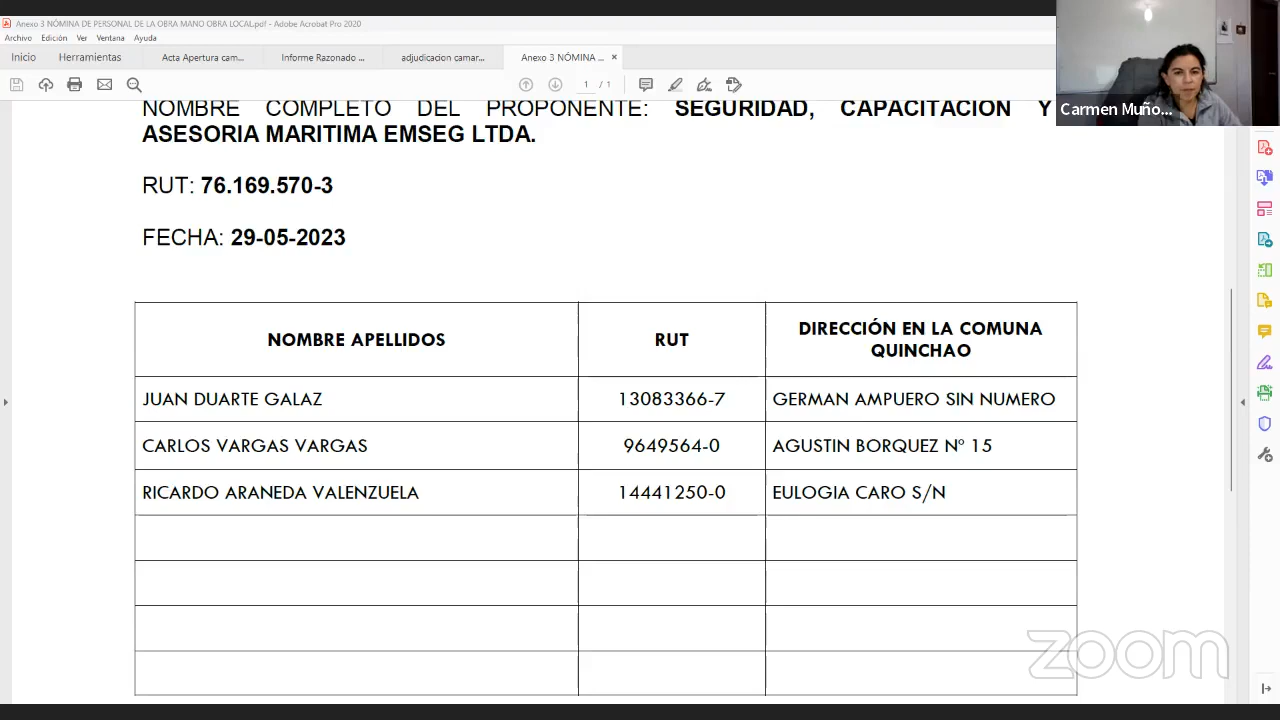 Anexo 3 NÓMINA DE PERSONAL DE LA OBRA MANO OBRA LOCAL.pdf - Adobe Acrobat Pro 2020
Archivo Edición Ver Ventana Ayuda
Inicio Herramientas Acta Apertura cam... Informe Razonado ... adjudicacion camar... Anexo 3 NÓMINA ... ×
1 / 1
Carmen Muño...
NOMBRE COMPLETO DEL PROPONENTE: SEGURIDAD, CAPACITACION Y
ASESORIA MARITIMA EMSEG LTDA.
RUT: 76.169.570-3
FECHA: 29-05-2023
NOMBRE APELLIDOS RUT DIRECCIÓN EN LA COMUNA
QUINCHAO
JUAN DUARTE GALAZ 13083366-7 GERMAN AMPUERO SIN NUMERO
CARLOS VARGAS VARGAS 9649564-0 AGUSTIN BORQUEZ N° 15
RICARDO ARANEDA VALENZUELA 14441250-0 EULOGIA CARO S/N
zoom